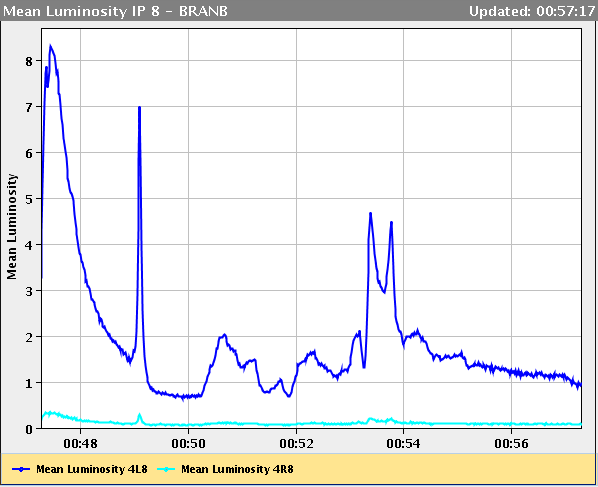 Mean Luminosity IP 8 - BRANB
Updated: 00:57:17
8
7
6
5
4
3
2
1
0
Mean Luminosity
00:48
00:50
00:52
00:54
00:56
Mean Luminosity 4L8
Mean Luminosity 4R8